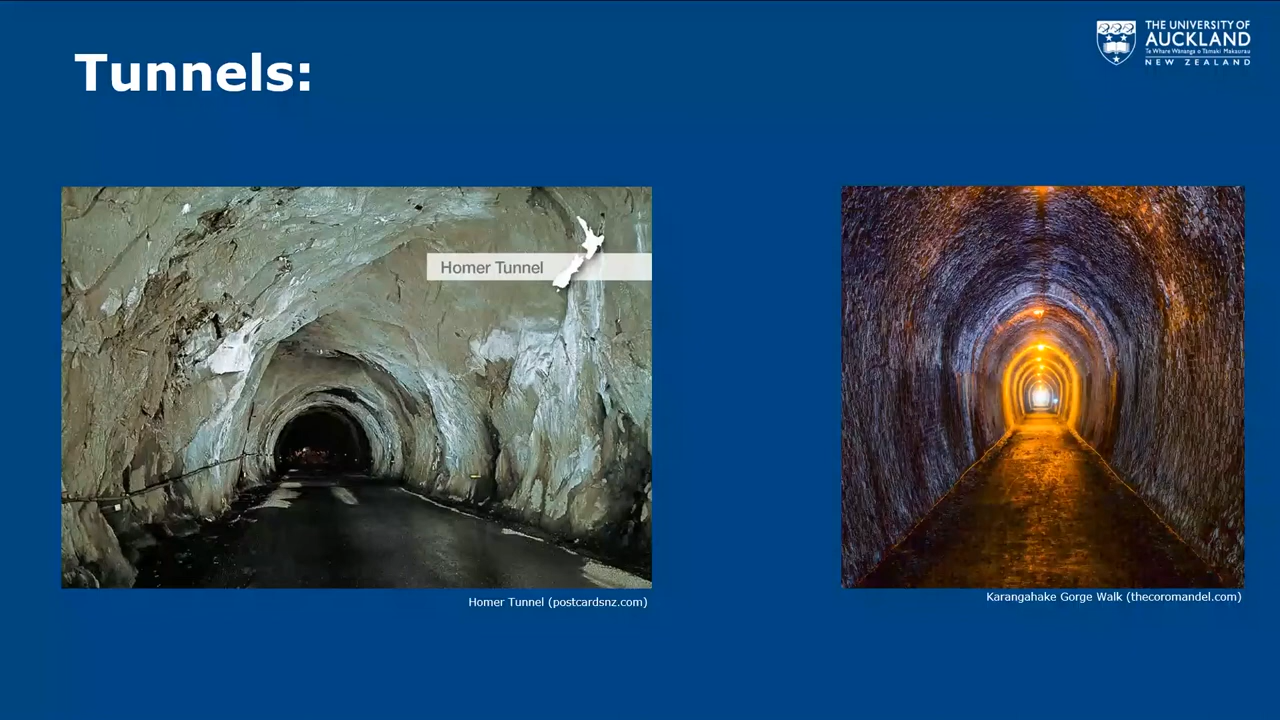 Tunnels:
THE UNIVERSITY OF
AUCKLAND
Te Whare Wānanga o Tāmaki Makaurau
NEW ZEALAND
Homer Tunnel
Homer Tunnel (postcardsnz.com)
Karangahake Gorge Walk (thecoromandel.com)